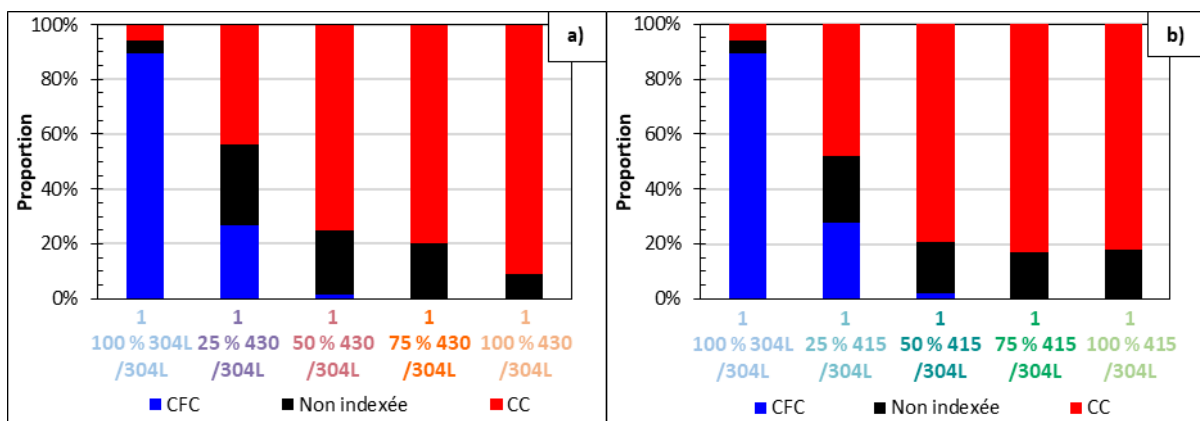 a)
Proportion
100%
80%
60%
40%
20%
0%
1 1 1 1 1
100 % 304L 25 % 430 50 % 430 75 % 430 100 % 430
/304L /304L /304L /304L /304L
CFC Non indexée CC
b)
Proportion
100%
80%
60%
40%
20%
0%
1 1 1 1 1
100 % 304L 25 % 415 50 % 415 75 % 415 100 % 415
/304L /304L /304L /304L /304L
CFC Non indexée CC